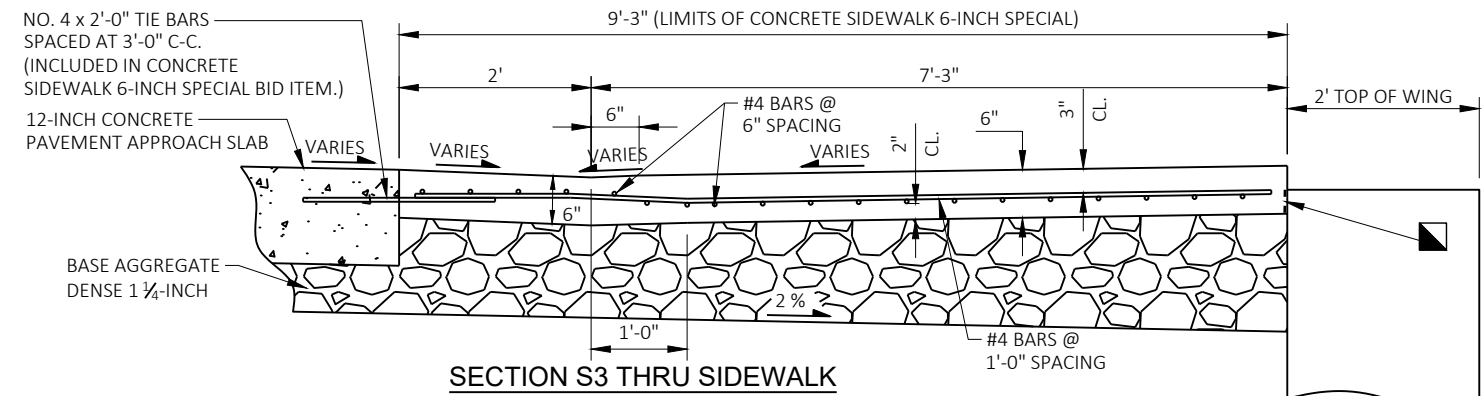 NO. 4 x 2'-0" TIE BARS
SPACED AT 3'-0" C-C.
(INCLUDED IN CONCRETE
SIDEWALK 6-INCH SPECIAL BID ITEM.)
12-INCH CONCRETE
PAVEMENT APPROACH SLAB
9'-3" (LIMITS OF CONCRETE SIDEWALK 6-INCH SPECIAL)
2'
7'-3"
2' TOP OF WING
6"
#4 BARS @
6" SPACING
2"
CL.
6"
3"
CL.
VARIES
VARIES
VARIES
VARIES
6"
BASE AGGREGATE
DENSE 1 ¼-INCH
2 %
1'-0"
#4 BARS @
1'-0" SPACING
SECTION S3 THRU SIDEWALK